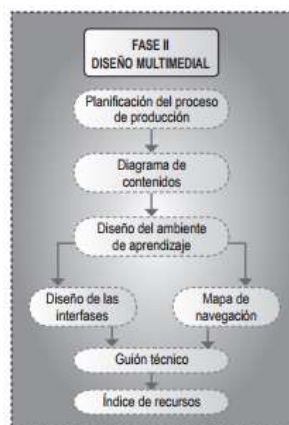 FASE II
DISEÑO MULTIMEDIAL
Planificación del proceso
de producción
Diagrama de
contenidos
Diseño del ambiente
de aprendizaje
Diseño de las
interfases
Mapa de
navegación
Guión técnico
Índice de recursos